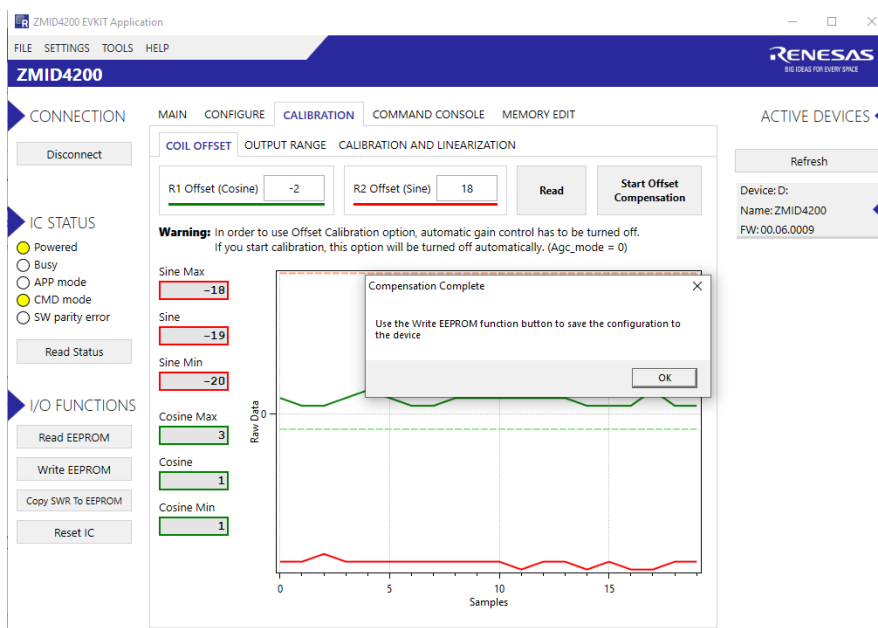 ZMID4200 EVKIT Application
FILE SETTINGS TOOLS HELP
ZMID4200
RENESAS
BIG IDEAS FOR EVERY SPACE
CONNECTION
Disconnect
IC STATUS
Powered
Busy
APP mode
CMD mode
SW parity error
Read Status
I/O FUNCTIONS
Read EEPROM
Write EEPROM
Copy SWR To EEPROM
Reset IC
MAIN CONFIGURE CALIBRATION COMMAND CONSOLE MEMORY EDIT
COIL OFFSET OUTPUT RANGE CALIBRATION AND LINEARIZATION
R1 Offset (Cosine) -2 R2 Offset (Sine) 18 Read Start Offset
Compensation
Warning: In order to use Offset Calibration option, automatic gain control has to be turned off.
If you start calibration, this option will be turned off automatically. (Agc_mode = 0)
Sine Max
-18
Sine
-19
Sine Min
-20
Cosine Max
3
Cosine
1
Cosine Min
1
Raw Data
0
0 5 10 15
Samples
Compensation Complete
Use the Write EEPROM function button to save the configuration to
the device
OK
ACTIVE DEVICES
Refresh
Device: D:
Name: ZMID4200
FW: 00.06.0009